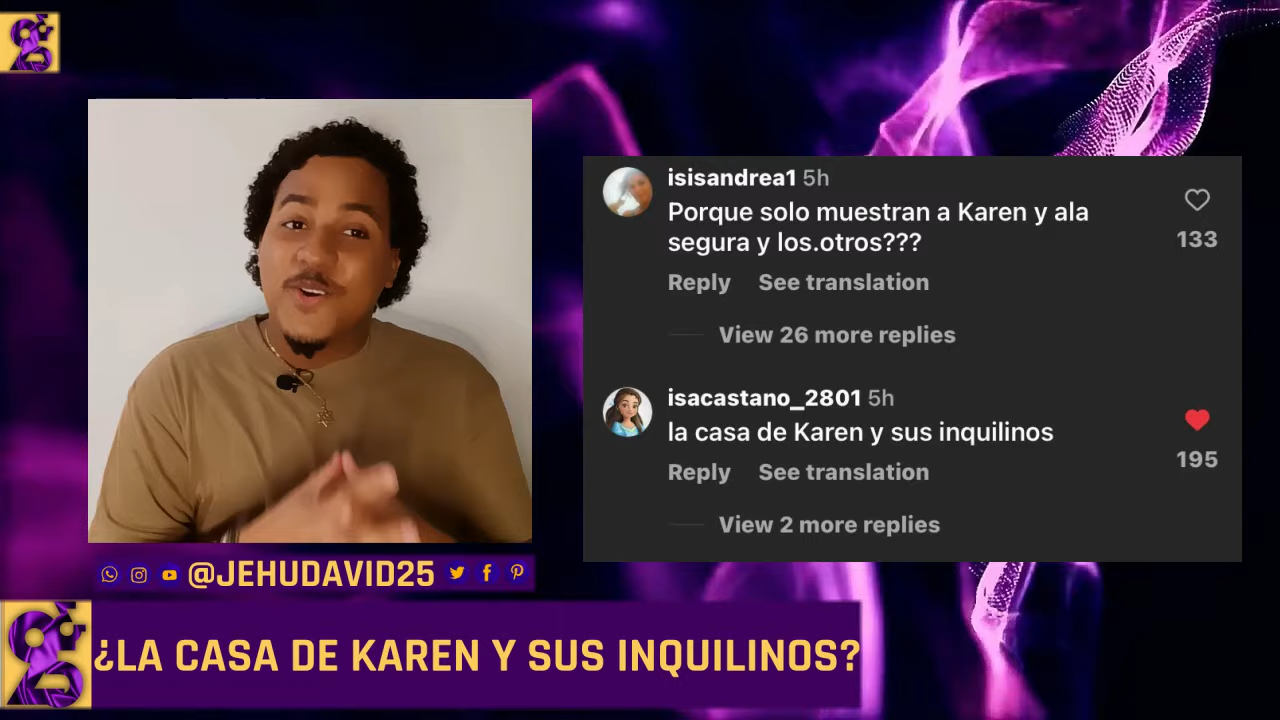 isisandrea1 5h
Porque solo muestran a Karen y ala
segura y los.otros???
133
Reply See translation
View 26 more replies
isacastano_2801 5h
la casa de Karen y sus inquilinos
195
Reply See translation
View 2 more replies
@JEHUDAVID25
¿LA CASA DE KAREN Y SUS INQUILINOS?